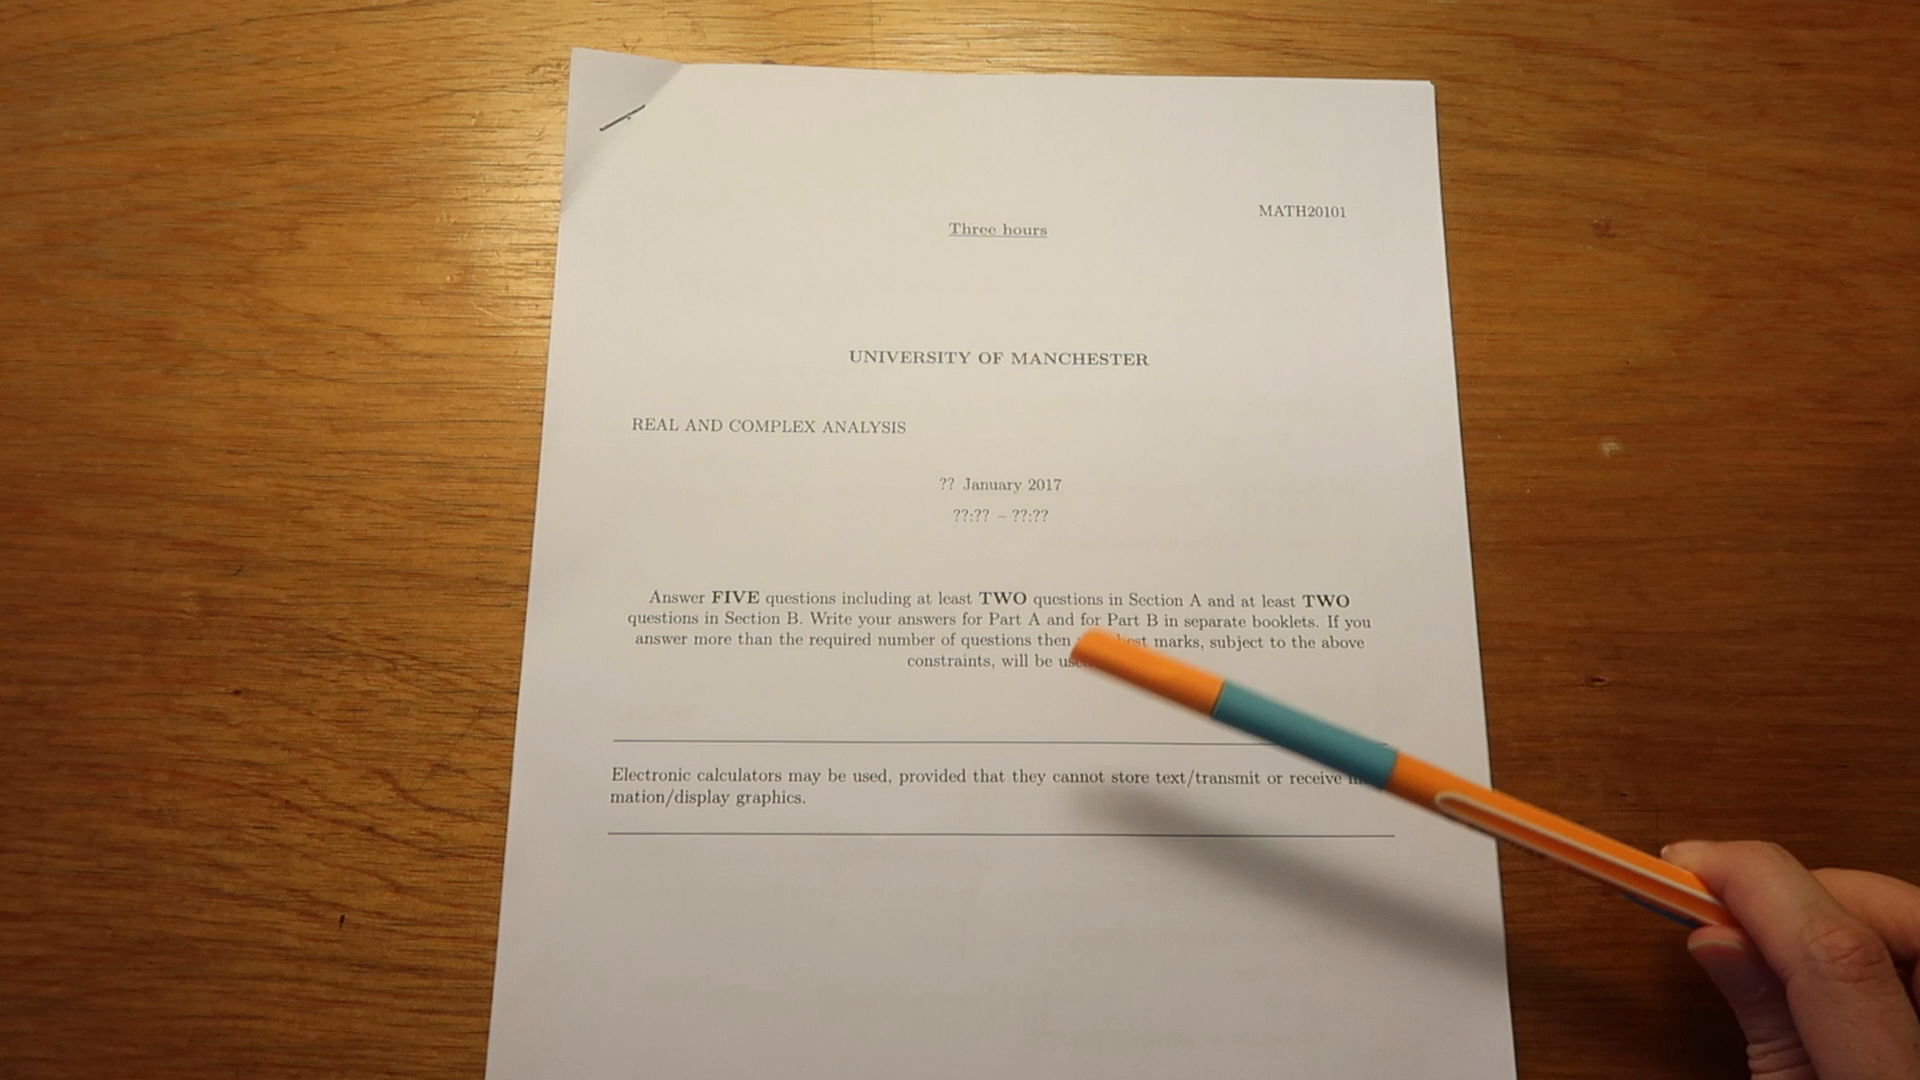 MATH20101
Three hours
UNIVERSITY OF MANCHESTER
REAL AND COMPLEX ANALYSIS
?? January 2017
??:?? – ??:??
Answer FIVE questions including at least TWO questions in Section A and at least TWO
questions in Section B. Write your answers for Part A and for Part B in separate booklets. If you
answer more than the required number of questions then marks, subject to the above
constraints, will be
Electronic calculators may be used, provided that they cannot store text/transmit or receive
mation/display graphics.